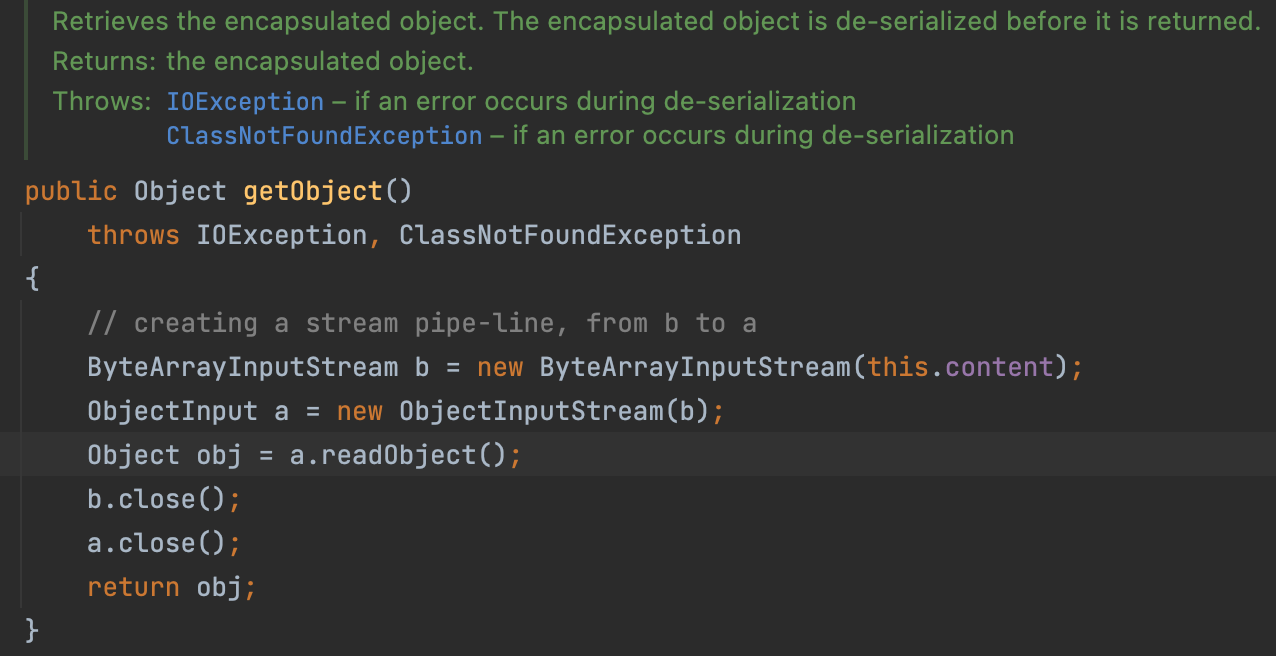 Retrieves the encapsulated object. The encapsulated object is de-serialized before it is returned.
Returns: the encapsulated object.
Throws: IOException – if an error occurs during de-serialization
ClassNotFoundException – if an error occurs during de-serialization
public Object getObject()
    throws IOException, ClassNotFoundException
{
    // creating a stream pipe-line, from b to a
    ByteArrayInputStream b = new ByteArrayInputStream(this.content);
    ObjectInput a = new ObjectInputStream(b);
    Object obj = a.readObject();
    b.close();
    a.close();
    return obj;
}